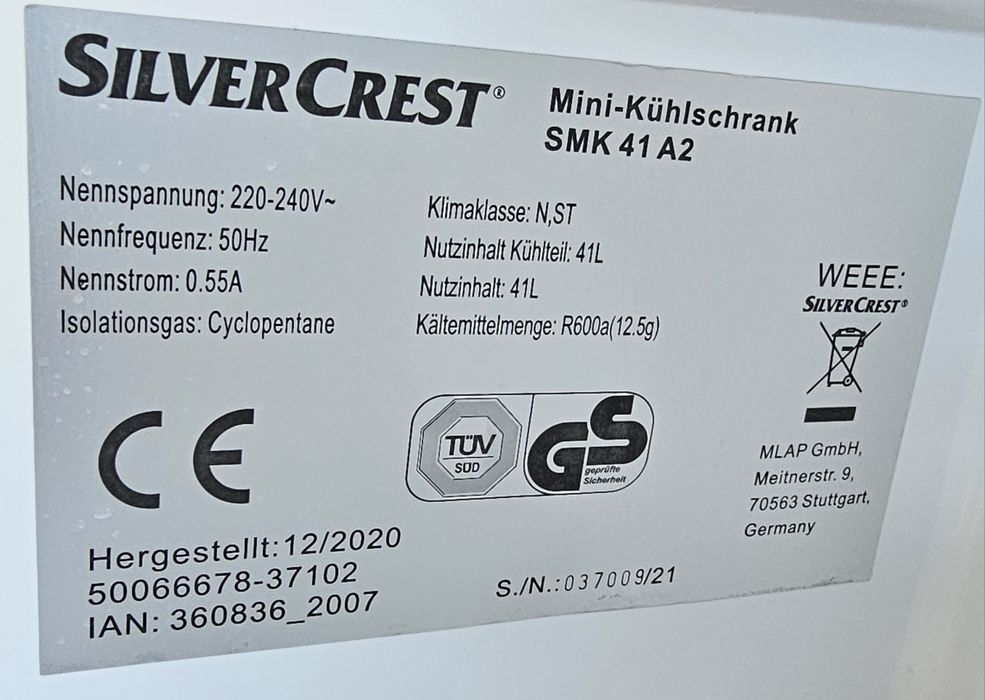 SILVERCREST®
Mini-Kühlschrank
SMK 41 A2
Nennspannung: 220-240V~
Nennfrequenz: 50Hz
Nennstrom: 0.55A
Isolationsgas: Cyclopentane
Klimaklasse: N,ST
Nutzinhalt Kühlteil: 41L
Nutzinhalt: 41L
Kältemittelmenge: R600a(12.5g)
WEEE:
SILVERCREST®
CE
TÜV
SÜD
GS
geprüfte
Sicherheit
MLAP GmbH,
Meitnerstr. 9,
70563 Stuttgart,
Germany
Hergestellt:12/2020
50066678-37102
IAN: 360836_2007
S./N.:037009/21